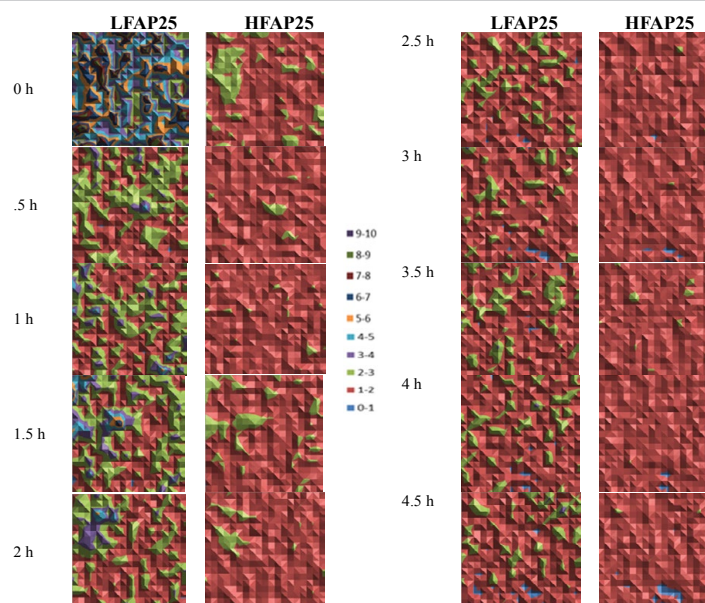 LFAP25 HFAP25
0 h
.5 h
1 h
1.5 h
2 h
9-10
8-9
7-8
6-7
5-6
4-5
3-4
2-3
1-2
0-1
LFAP25 HFAP25
2.5 h
3 h
3.5 h
4 h
4.5 h